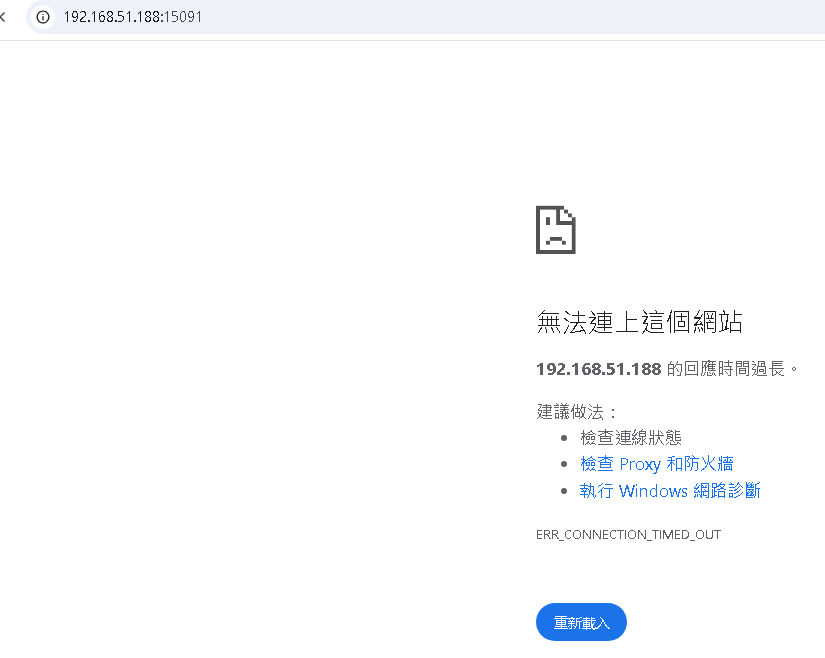 192.168.51.188:15091
無法連上這個網站
192.168.51.188 的回應時間過長。
建議做法：
檢查連線狀態
檢查 Proxy 和防火牆
執行 Windows 網路診斷
ERR_CONNECTION_TIMED_OUT
重新載入